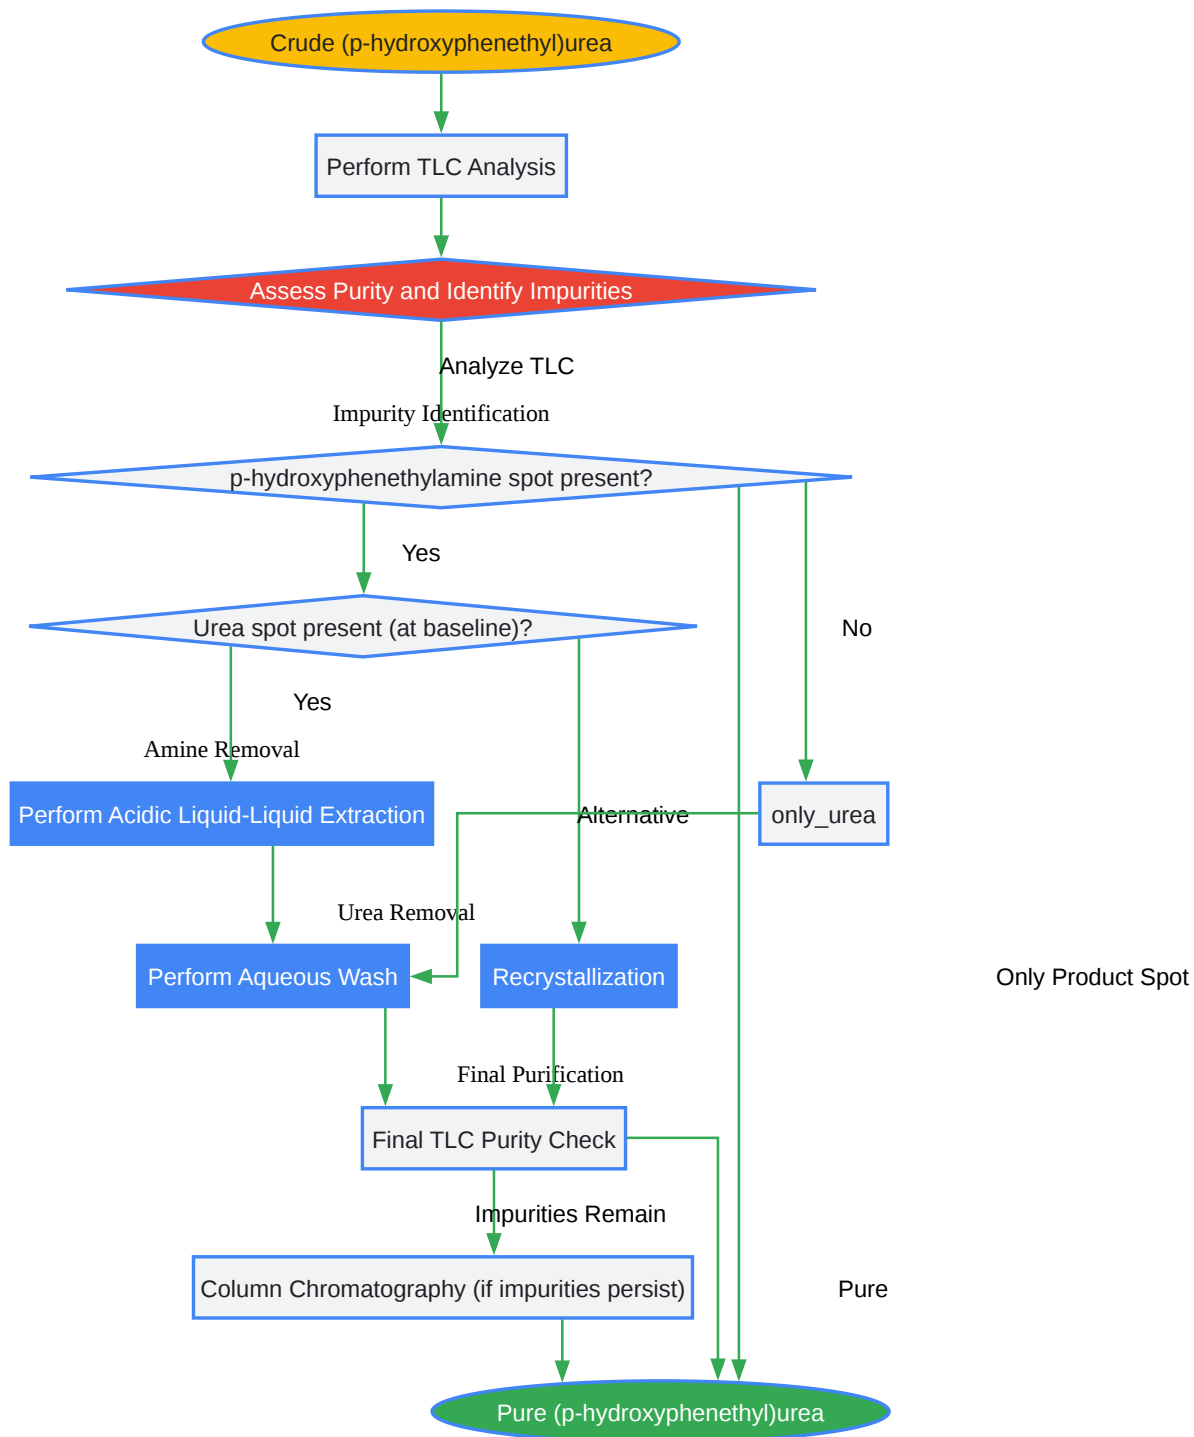 Crude (p-hydroxyphenethyl)urea
Perform TLC Analysis
Assess Purity and Identify Impurities
Analyze TLC
Impurity Identification
p-hydroxyphenethylamine spot present?
Yes
Urea spot present (at baseline)?
No
Yes
Amine Removal
Perform Acidic Liquid-Liquid Extraction
Alternative
only_urea
Urea Removal
Perform Aqueous Wash
Recrystallization
Only Product Spot
Final Purification
Final TLC Purity Check
Impurities Remain
Column Chromatography (if impurities persist)
Pure
Pure (p-hydroxyphenethyl)urea